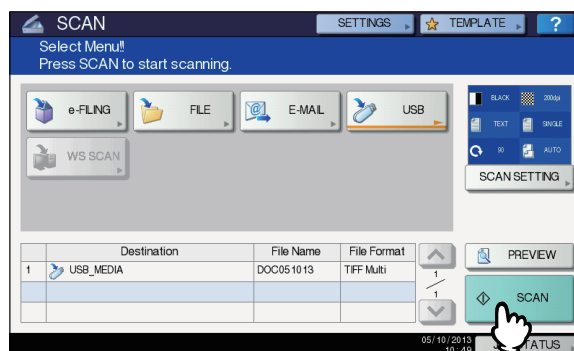 SCAN
SETTINGS
TEMPLATE
?
Select Menu!!
Press SCAN to start scanning.
e-FILING
FILE
E-MAIL
USB
WS SCAN
BLACK
200dpi
TEXT
SINGLE
90
AUTO
SCAN SETTING
Destination File Name File Format
1 USB_MEDIA DOC051013 TIFF Multi
1
1
PREVIEW
SCAN
05/10/2013
10:49
TATUS